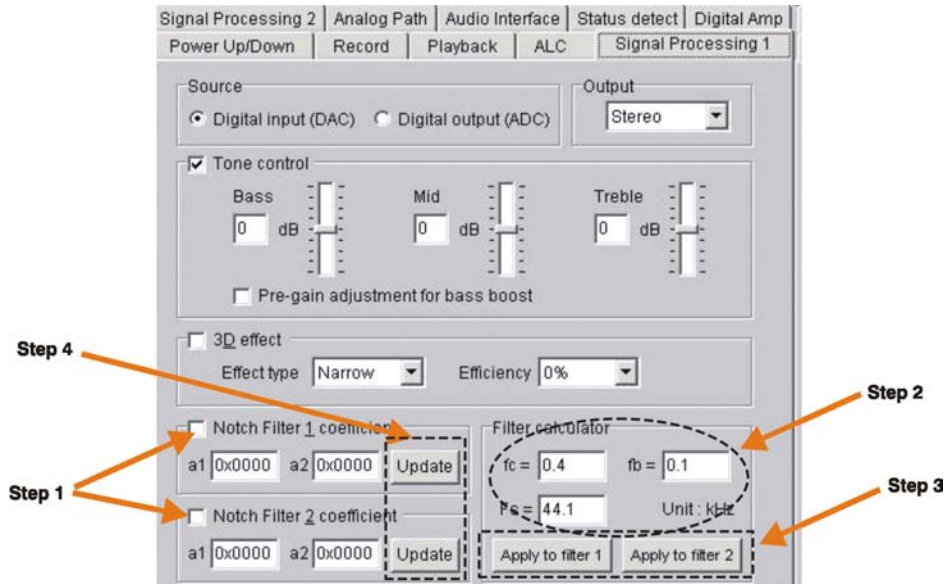 Signal Processing 2 Analog Path Audio Interface Status detect Digital Amp
Power Up/Down Record Playback ALC Signal Processing 1
Source
Digital input (DAC) Digital output (ADC)
Output
Stereo
Tone control
Bass Mid Treble
0 dB 0 dB 0 dB
Pre-gain adjustment for bass boost
Step 4
3D effect
Effect type Narrow Efficiency 0%
Step 2
Step 1
Notch Filter 1 coefficient
a1 0x0000 a2 0x0000 Update
Notch Filter 2 coefficient
a1 0x0000 a2 0x0000 Update
Filter calculator
fc = 0.4 fb = 0.1
Fs = 44.1 Unit : kHz
Step 3
Apply to filter 1 Apply to filter 2